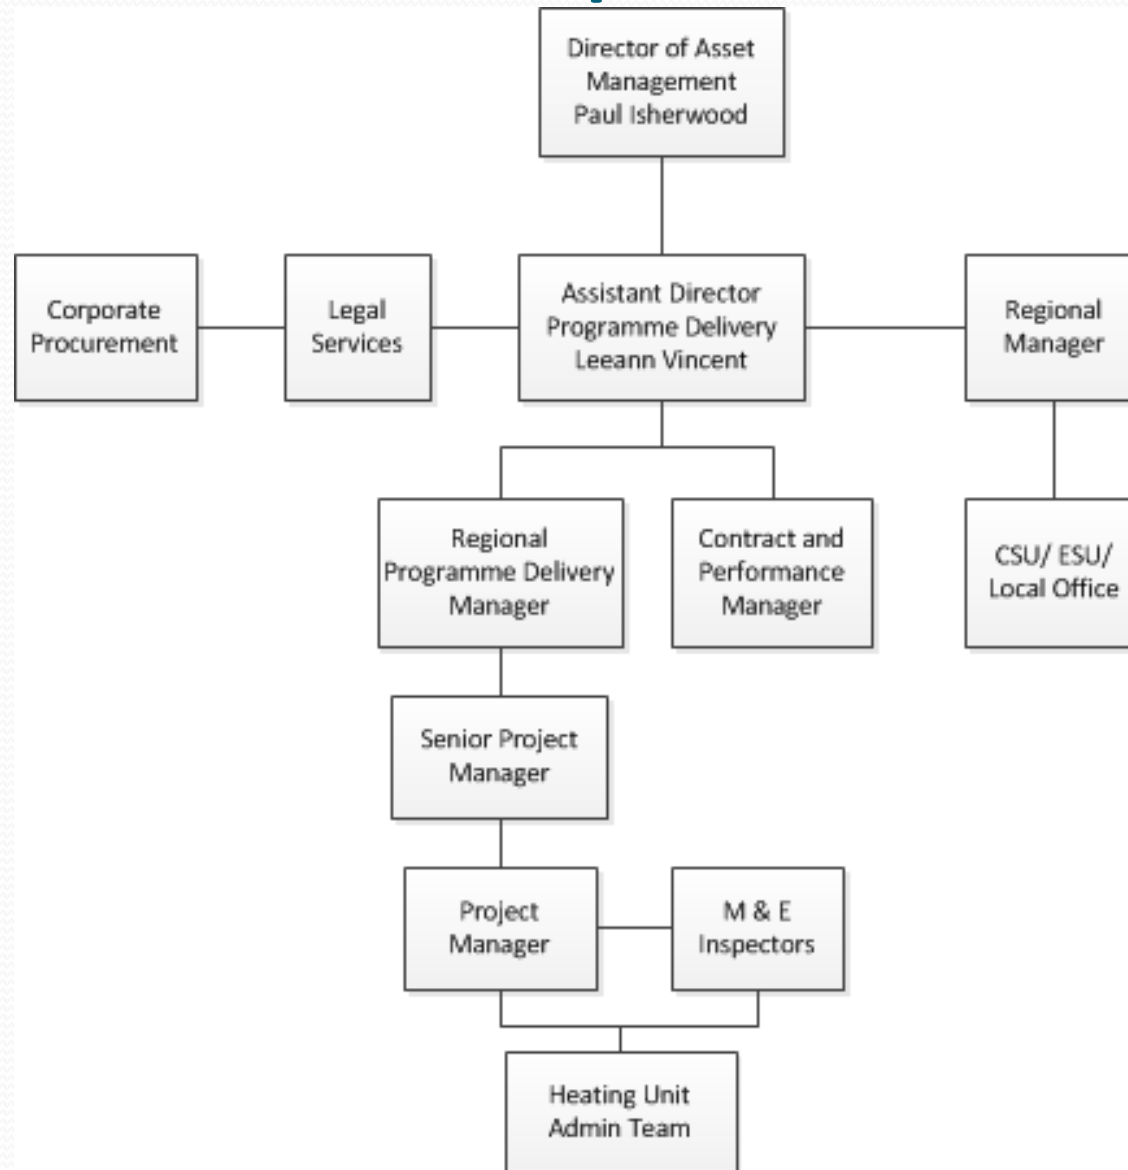 Director of Asset
Management
Paul Isherwood
Corporate
Procurement
Legal
Services
Assistant Director
Programme Delivery
Leeann Vincent
Regional
Manager
Regional
Programme Delivery
Manager
Contract and
Performance
Manager
CSU/ ESU/
Local Office
Senior Project
Manager
Project
Manager
M & E
Inspectors
Heating Unit
Admin Team